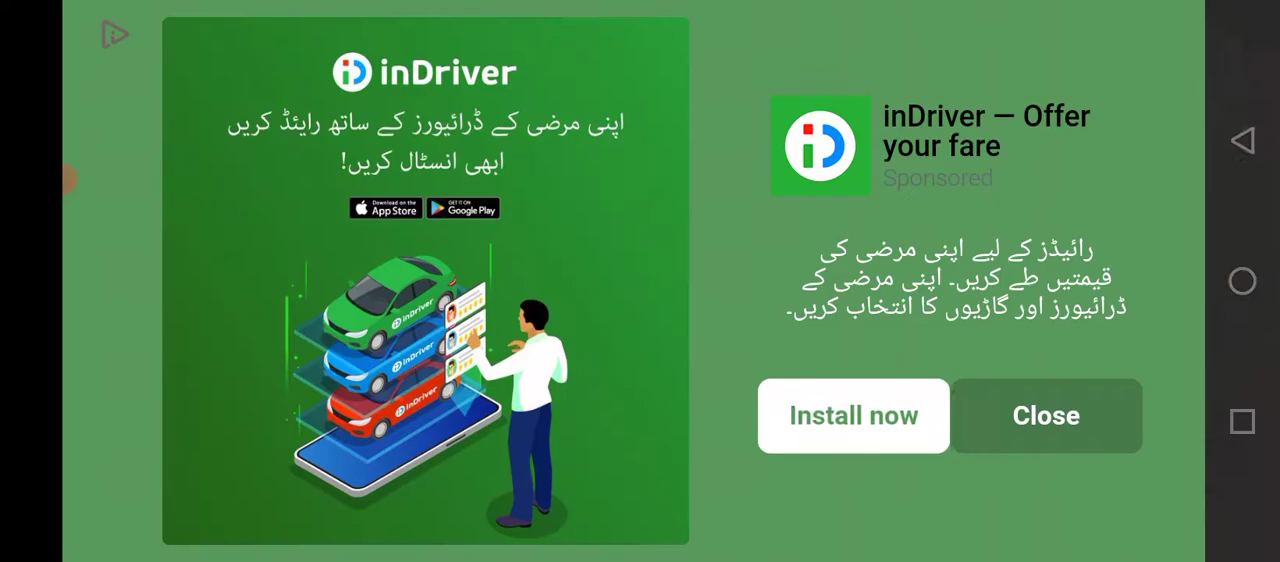 inDriver
اپنی مرضی کے ڈرائیورز کے ساتھ رایئڈ کریں
ابھی انسٹال کریں!
Download on the App Store
GET IT ON Google Play
inDriver
inDriver
inDriver
inDriver — Offer
your fare
Sponsored
رائیڈز کے لیے اپنی مرضی کی
قیمتیں طے کریں۔ اپنی مرضی کے
ڈرائیورز اور گاڑیوں کا انتخاب کریں۔
Install now
Close